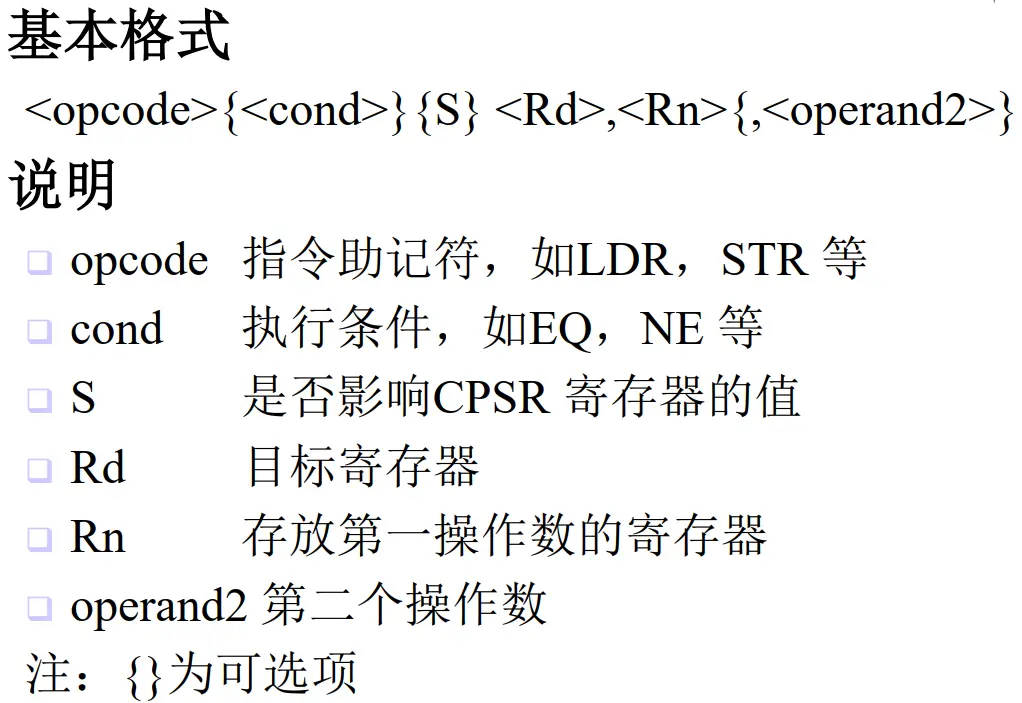 基本格式
<opcode>{<cond>}{S} <Rd>,<Rn>{,<operand2>}
说明
opcode 指令助记符，如LDR，STR 等
cond 执行条件，如EQ，NE 等
S 是否影响CPSR 寄存器的值
Rd 目标寄存器
Rn 存放第一操作数的寄存器
operand2 第二个操作数
注：{}为可选项